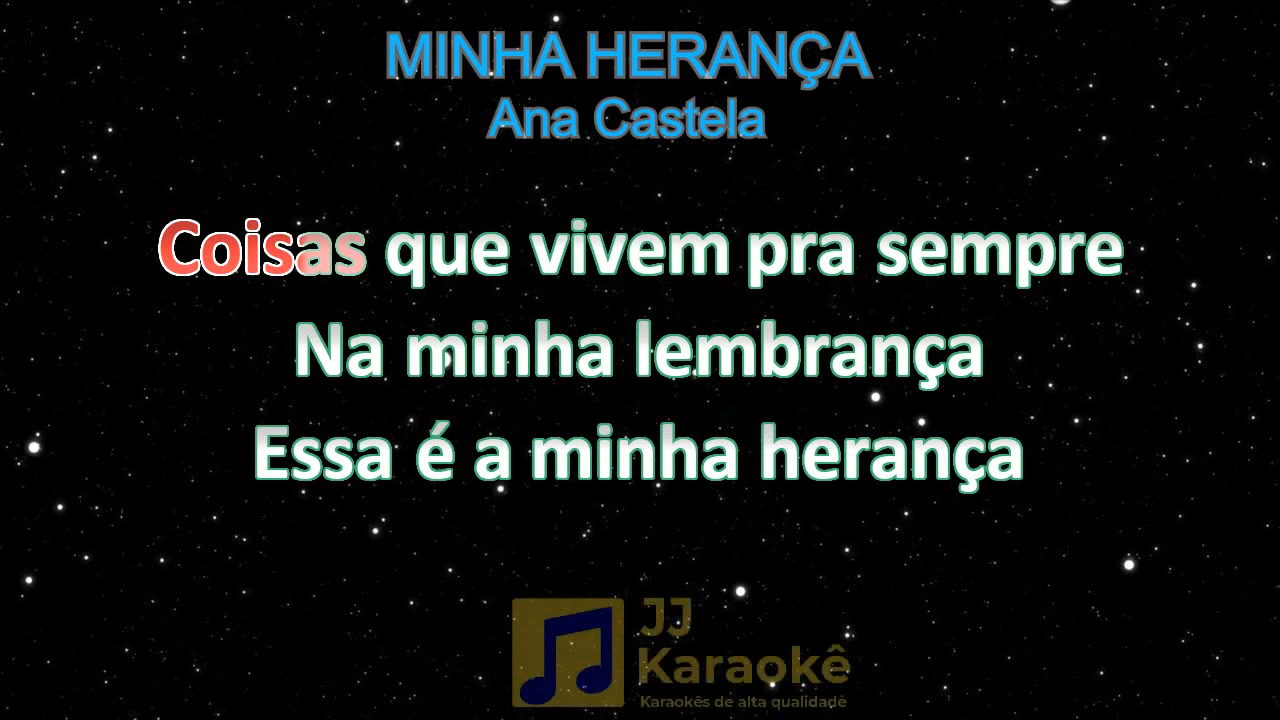 MINHA HERANÇA
Ana Castela
Coisas que vivem pra sempre
Na minha lembrança
Essa é a minha herança
JJ
Karaokê
Karaokês de alta qualidade